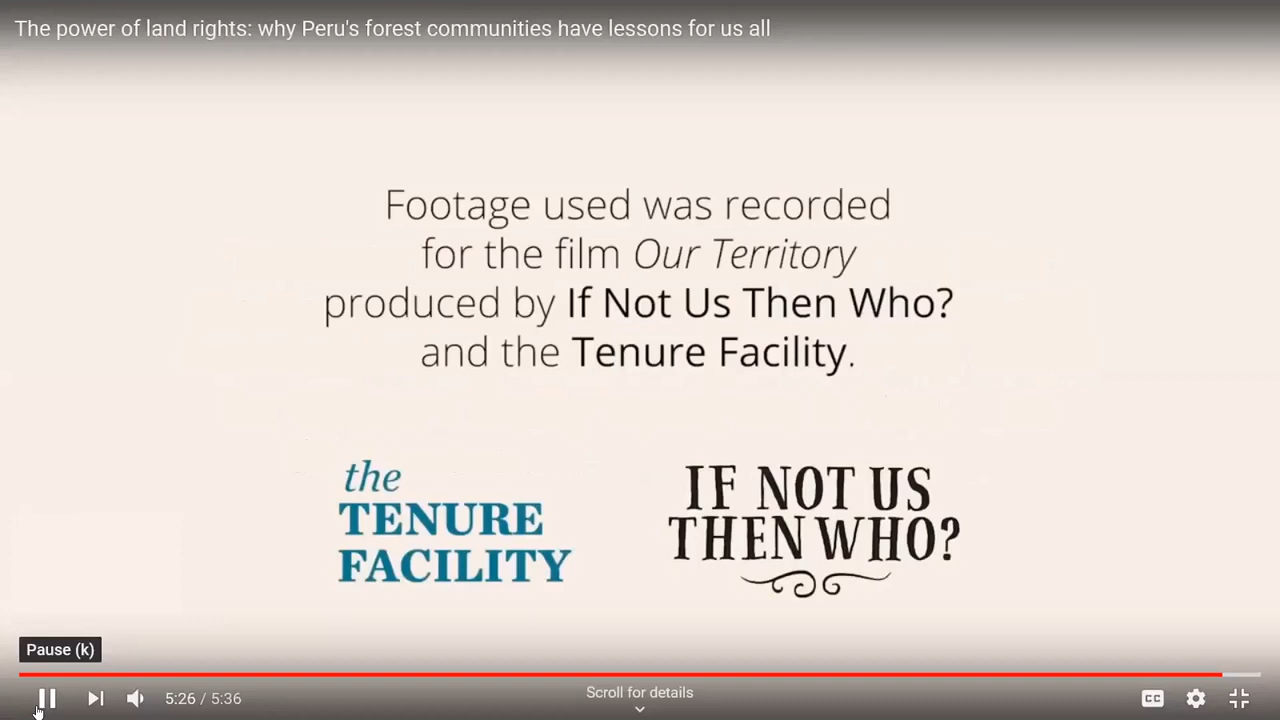 The power of land rights: why Peru's forest communities have lessons for us all
Footage used was recorded
for the film Our Territory
produced by If Not Us Then Who?
and the Tenure Facility.
the
TENURE
FACILITY
IF NOT US
THEN WHO?
Pause (k)
5:26 / 5:36
Scroll for details
CC